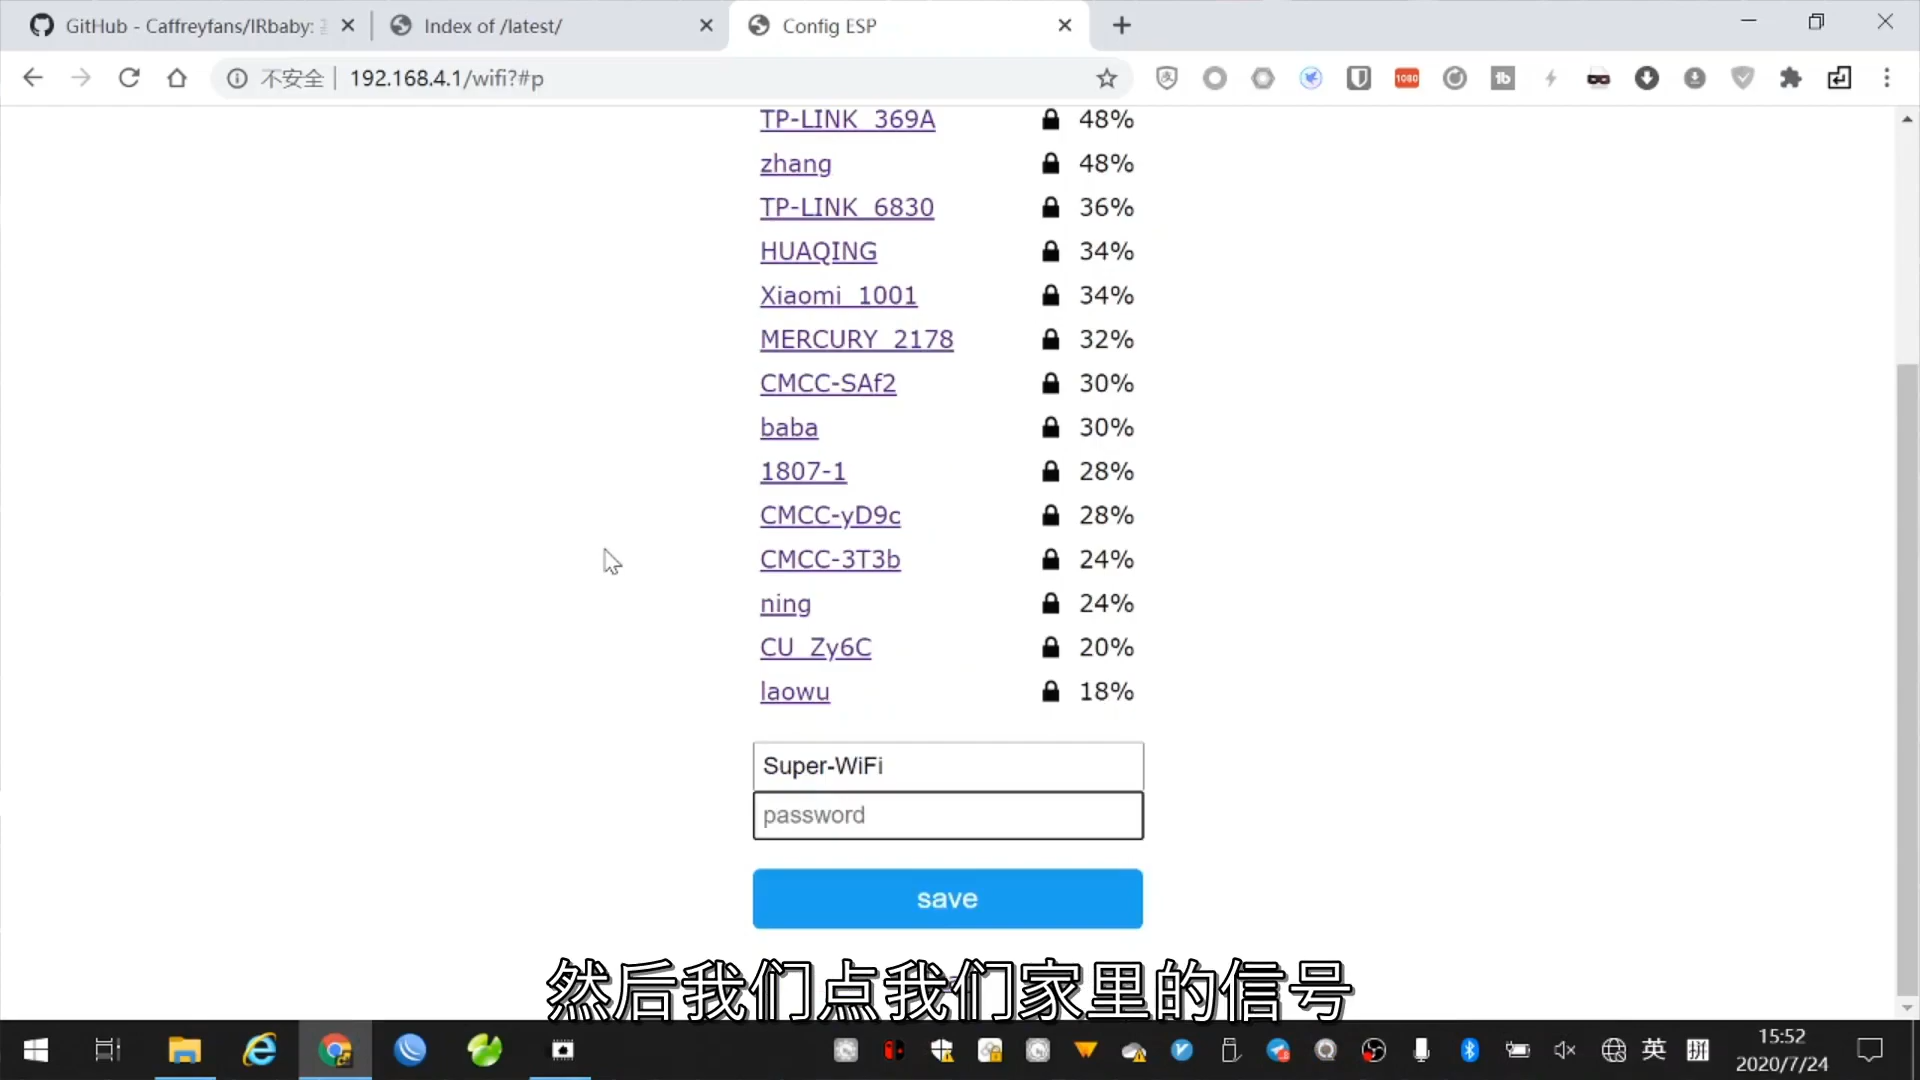 GitHub - Caffreyfans/IRbaby:
Index of /latest/
Config ESP
不安全
192.168.4.1/wifi?#p
1080
TP-LINK_369A 48%
zhang 48%
TP-LINK_6830 36%
HUAQING 34%
Xiaomi_1001 34%
MERCURY_2178 32%
CMCC-SAf2 30%
baba 30%
1807-1 28%
CMCC-yD9c 28%
CMCC-3T3b 24%
ning 24%
CU_Zy6C 20%
laowu 18%
Super-WiFi
password
save
然后我们点我们家里的信号
英
拼
15:52
2020/7/24